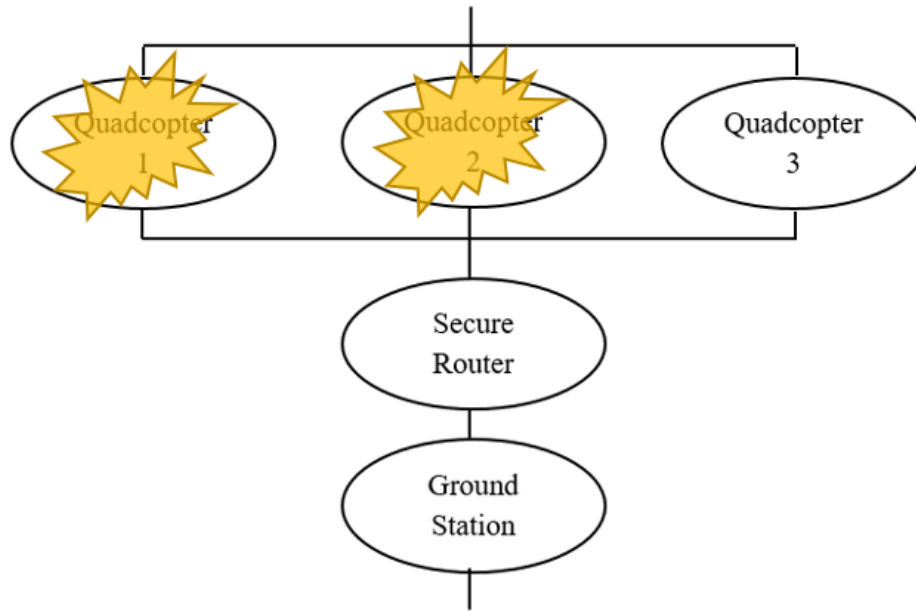 Quadcopter
1
Quadcopter
2
Quadcopter
3
Secure
Router
Ground
Station